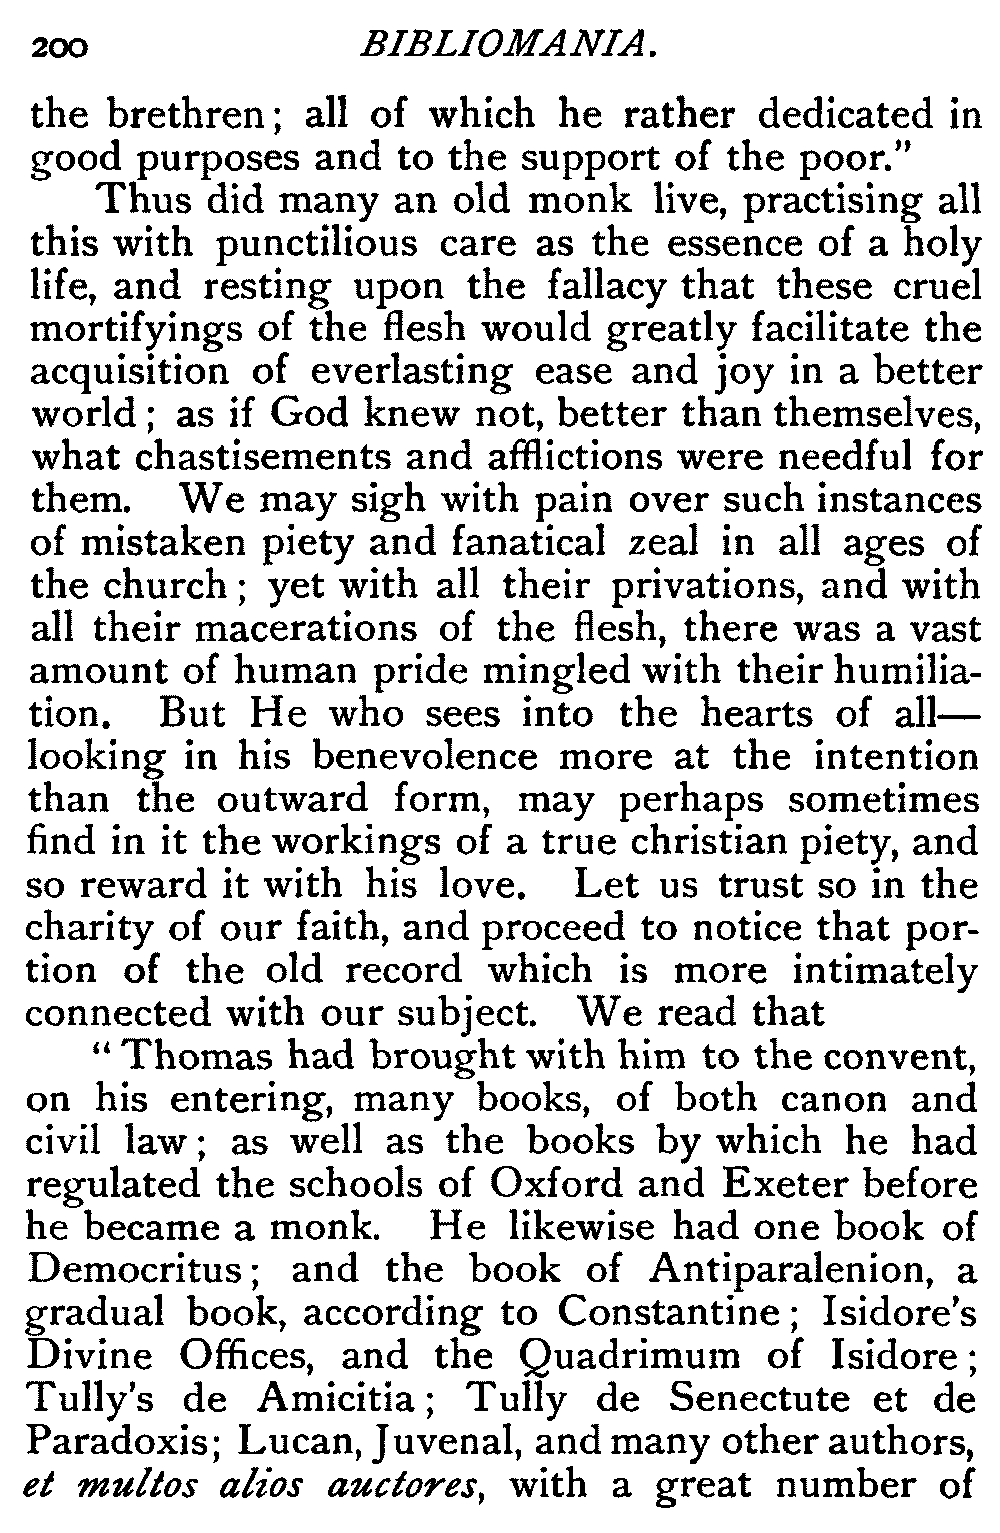 200 BIBLIOMANIA.
the brethren; all of which he rather dedicated in
good purposes and to the support of the poor."
Thus did many an old monk live, practising all
this with punctilious care as the essence of a holy
life, and resting upon the fallacy that these cruel
mortifyings of the flesh would greatly facilitate the
acquisition of everlasting ease and joy in a better
world; as if God knew not, better than themselves,
what chastisements and afflictions were needful for
them. We may sigh with pain over such instances
of mistaken piety and fanatical zeal in all ages of
the church; yet with all their privations, and with
all their macerations of the flesh, there was a vast
amount of human pride mingled with their humilia-
tion. But He who sees into the hearts of all—
looking in his benevolence more at the intention
than the outward form, may perhaps sometimes
find in it the workings of a true christian piety, and
so reward it with his love. Let us trust so in the
charity of our faith, and proceed to notice that por-
tion of the old record which is more intimately
connected with our subject. We read that
"Thomas had brought with him to the convent,
on his entering, many books, of both canon and
civil law; as well as the books by which he had
regulated the schools of Oxford and Exeter before
he became a monk. He likewise had one book of
Democritus; and the book of Antiparalenion, a
gradual book, according to Constantine; Isidore's
Divine Offices, and the Quadrimum of Isidore;
Tully's de Amicitia; Tully de Senectute et de
Paradoxis; Lucan, Juvenal, and many other authors,
et multos alios auctores, with a great number of